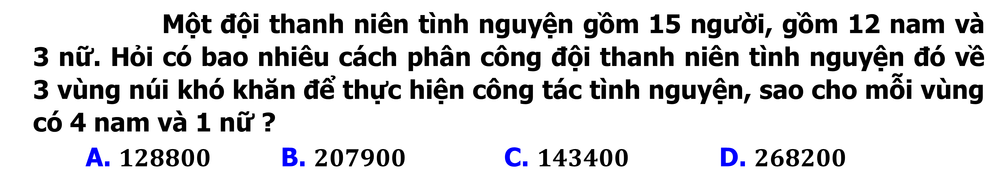 Một đội thanh niên tình nguyện gồm 15 người, gồm 12 nam và
3 nữ. Hỏi có bao nhiêu cách phân công đội thanh niên tình nguyện đó về
3 vùng núi khó khăn để thực hiện công tác tình nguyện, sao cho mỗi vùng
có 4 nam và 1 nữ ?
A. 128800 B. 207900 C. 143400 D. 268200